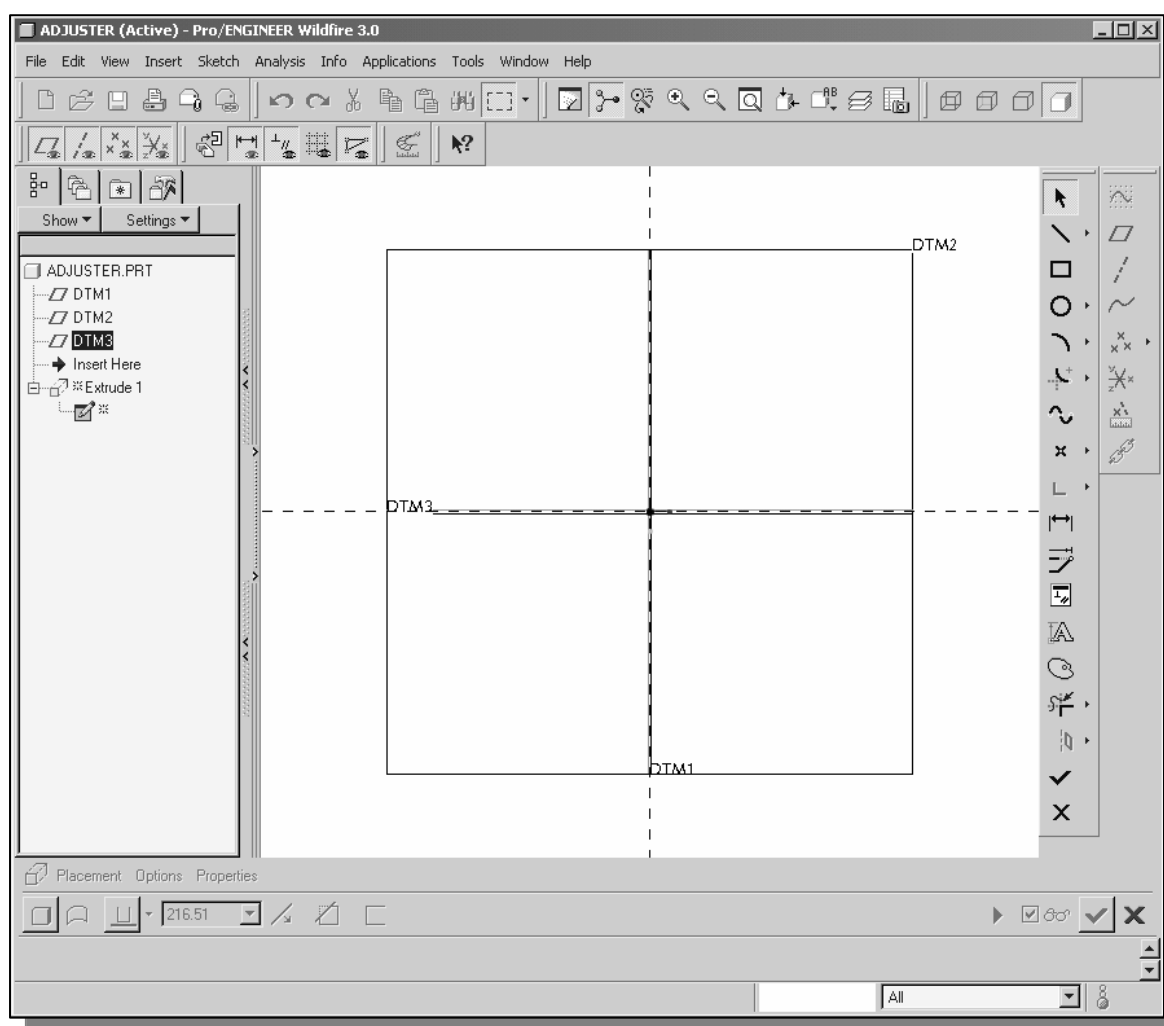 ADJUSTER (Active) - Pro/ENGINEER Wildfire 3.0
File Edit View Insert Sketch Analysis Info Applications Tools Window Help
Show Settings
ADJUSTER.PRT
DTM1
DTM2
DTM3
Insert Here
Extrude 1
DTM2
DTM3
DTM1
Placement Options Properties
216.51
All